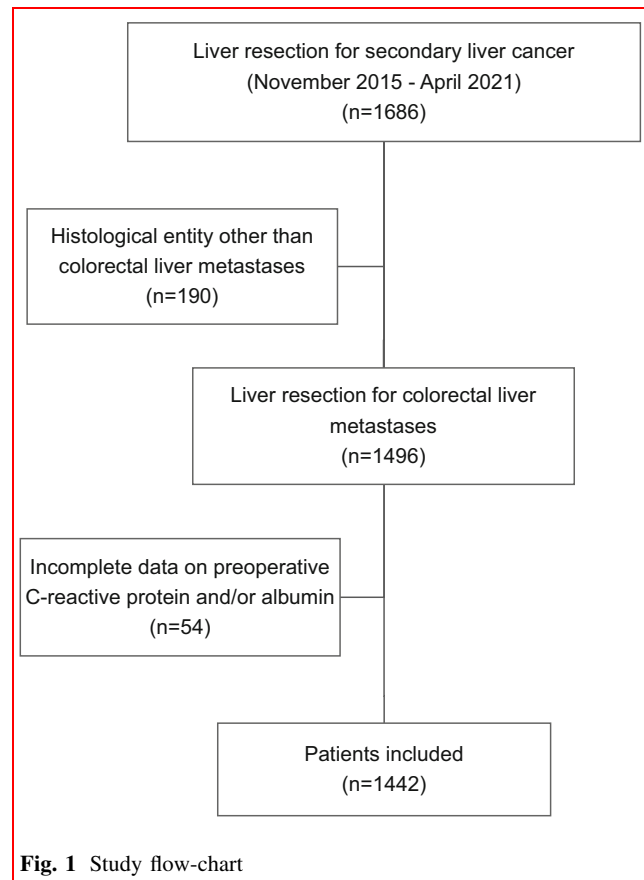 Liver resection for secondary liver cancer
(November 2015 - April 2021)
(n=1686)
Histological entity other than
colorectal liver metastases
(n=190)
Liver resection for colorectal liver
metastases
(n=1496)
Incomplete data on preoperative
C-reactive protein and/or albumin
(n=54)
Patients included
(n=1442)
Fig. 1 Study flow-chart